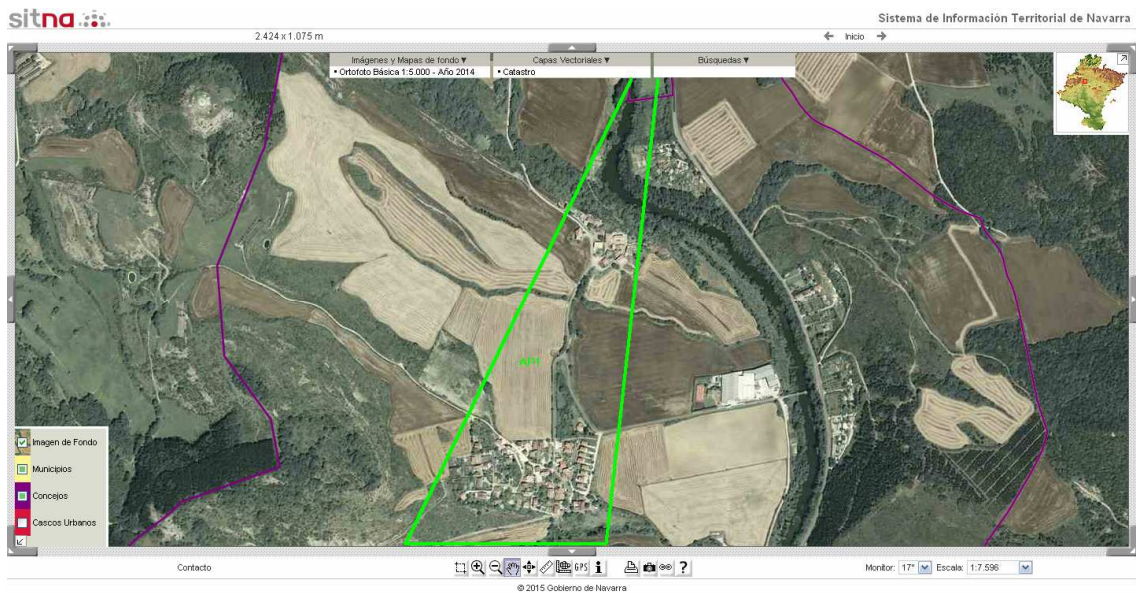 sitna
Sistema de Información Territorial de Navarra
2.424 x 1.075 m
Inicio
Imágenes y Mapas de fondo ▼
Capas Vectoriales ▼
Búsquedas ▼
• Ortofoto Básica 1:5.000 - Año 2014
• Catastro
Imagen de Fondo
Municipios
Concejos
Cascos Urbanos
Contacto
GPS
Monitor: 17"
Escala: 1:7.596
© 2015 Gobierno de Navarra